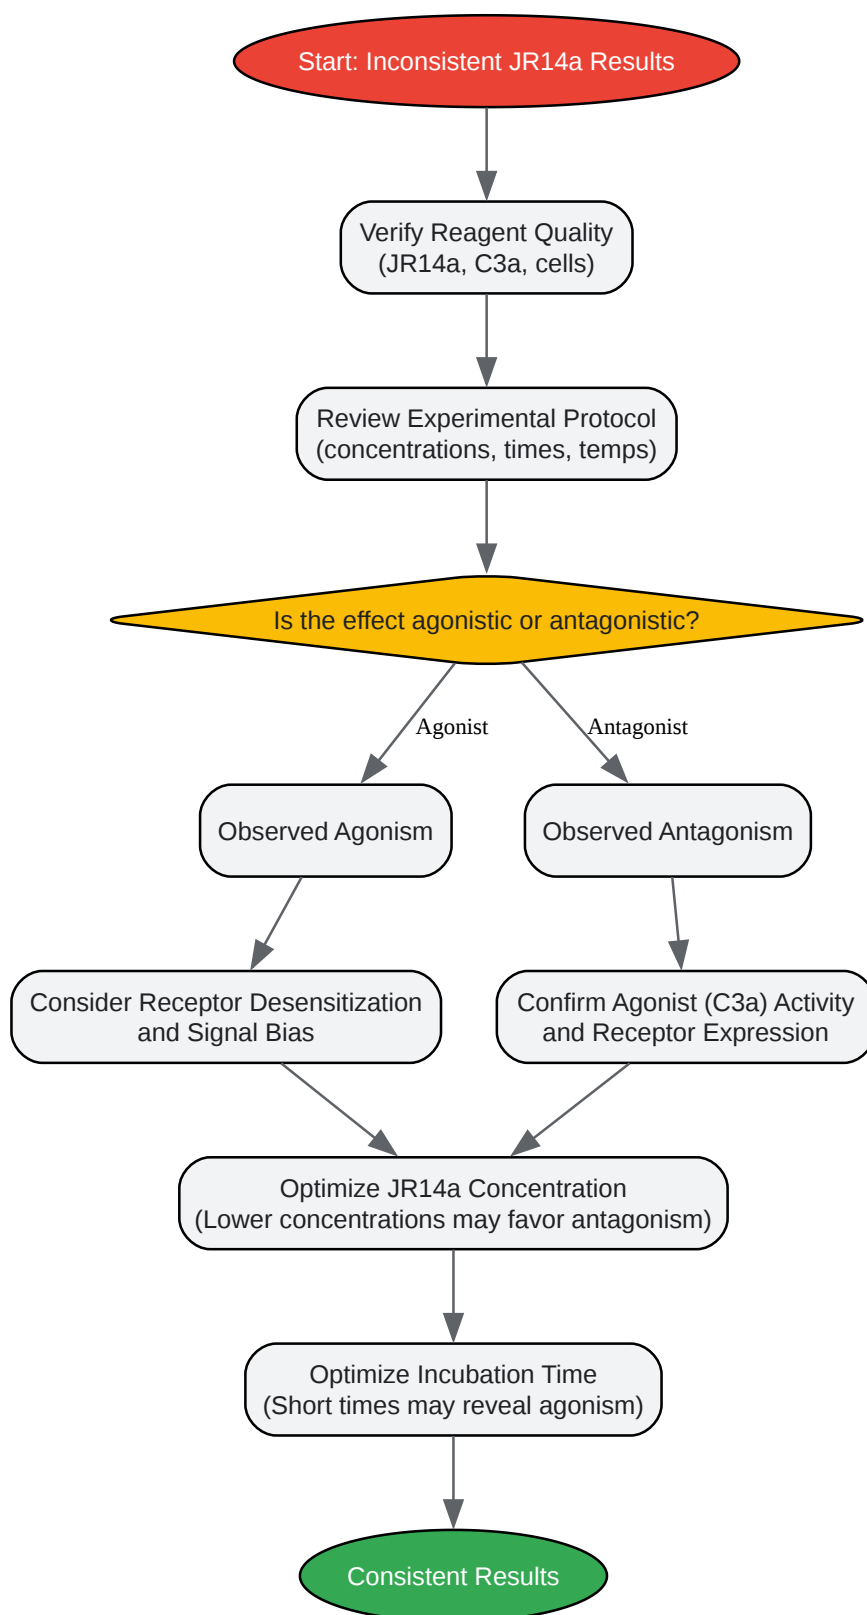 Start: Inconsistent JR14a Results
Verify Reagent Quality
(JR14a, C3a, cells)
Review Experimental Protocol
(concentrations, times, temps)
Is the effect agonistic or antagonistic?
Agonist
Antagonist
Observed Agonism
Observed Antagonism
Consider Receptor Desensitization
and Signal Bias
Confirm Agonist (C3a) Activity
and Receptor Expression
Optimize JR14a Concentration
(Lower concentrations may favor antagonism)
Optimize Incubation Time
(Short times may reveal agonism)
Consistent Results